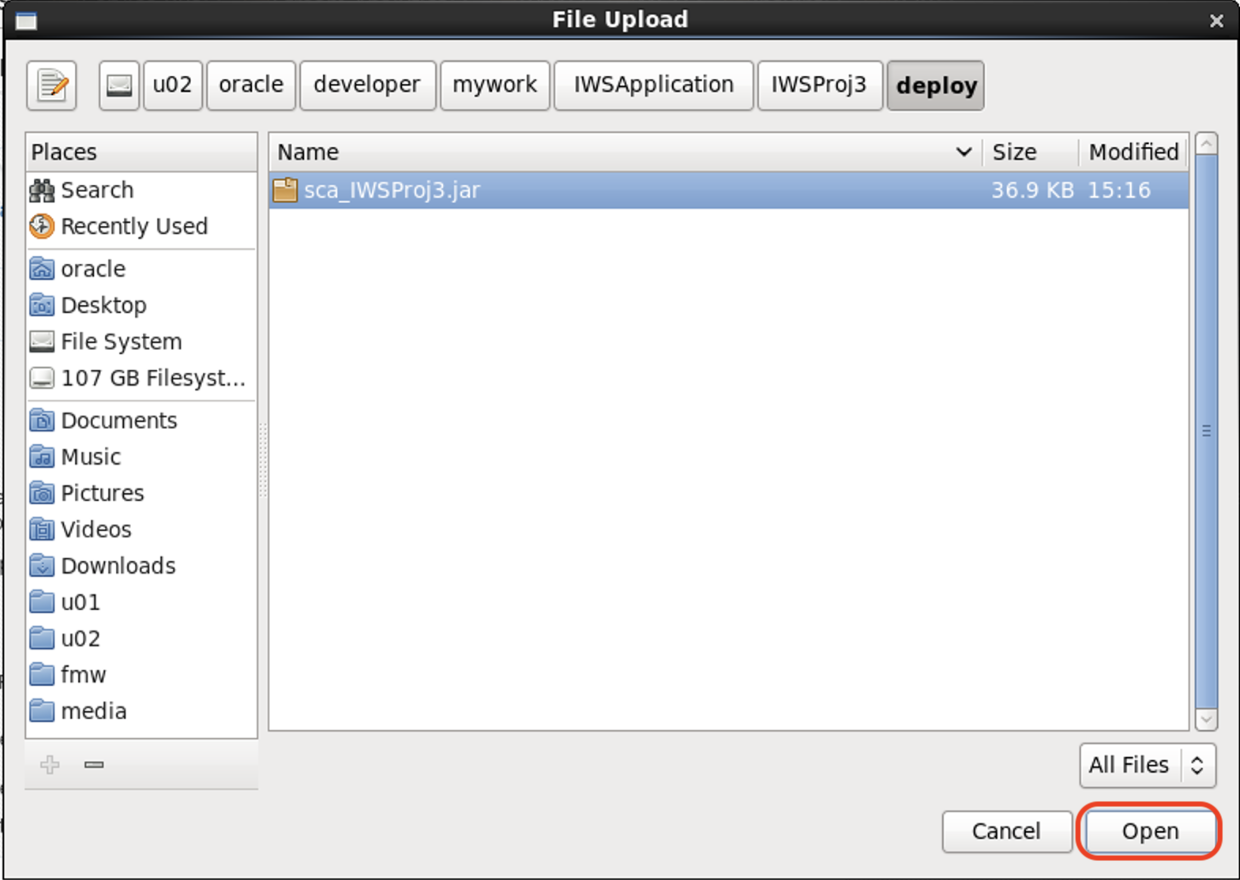 File Upload
u02 oracle developer mywork IWSApplication IWSProj3 deploy
Places
Search
Recently Used
oracle
Desktop
File System
107 GB Filesyst...
Documents
Music
Pictures
Videos
Downloads
u01
u02
fmw
media
Name Size Modified
sca_IWSProj3.jar 36.9 KB 15:16
All Files
Cancel Open